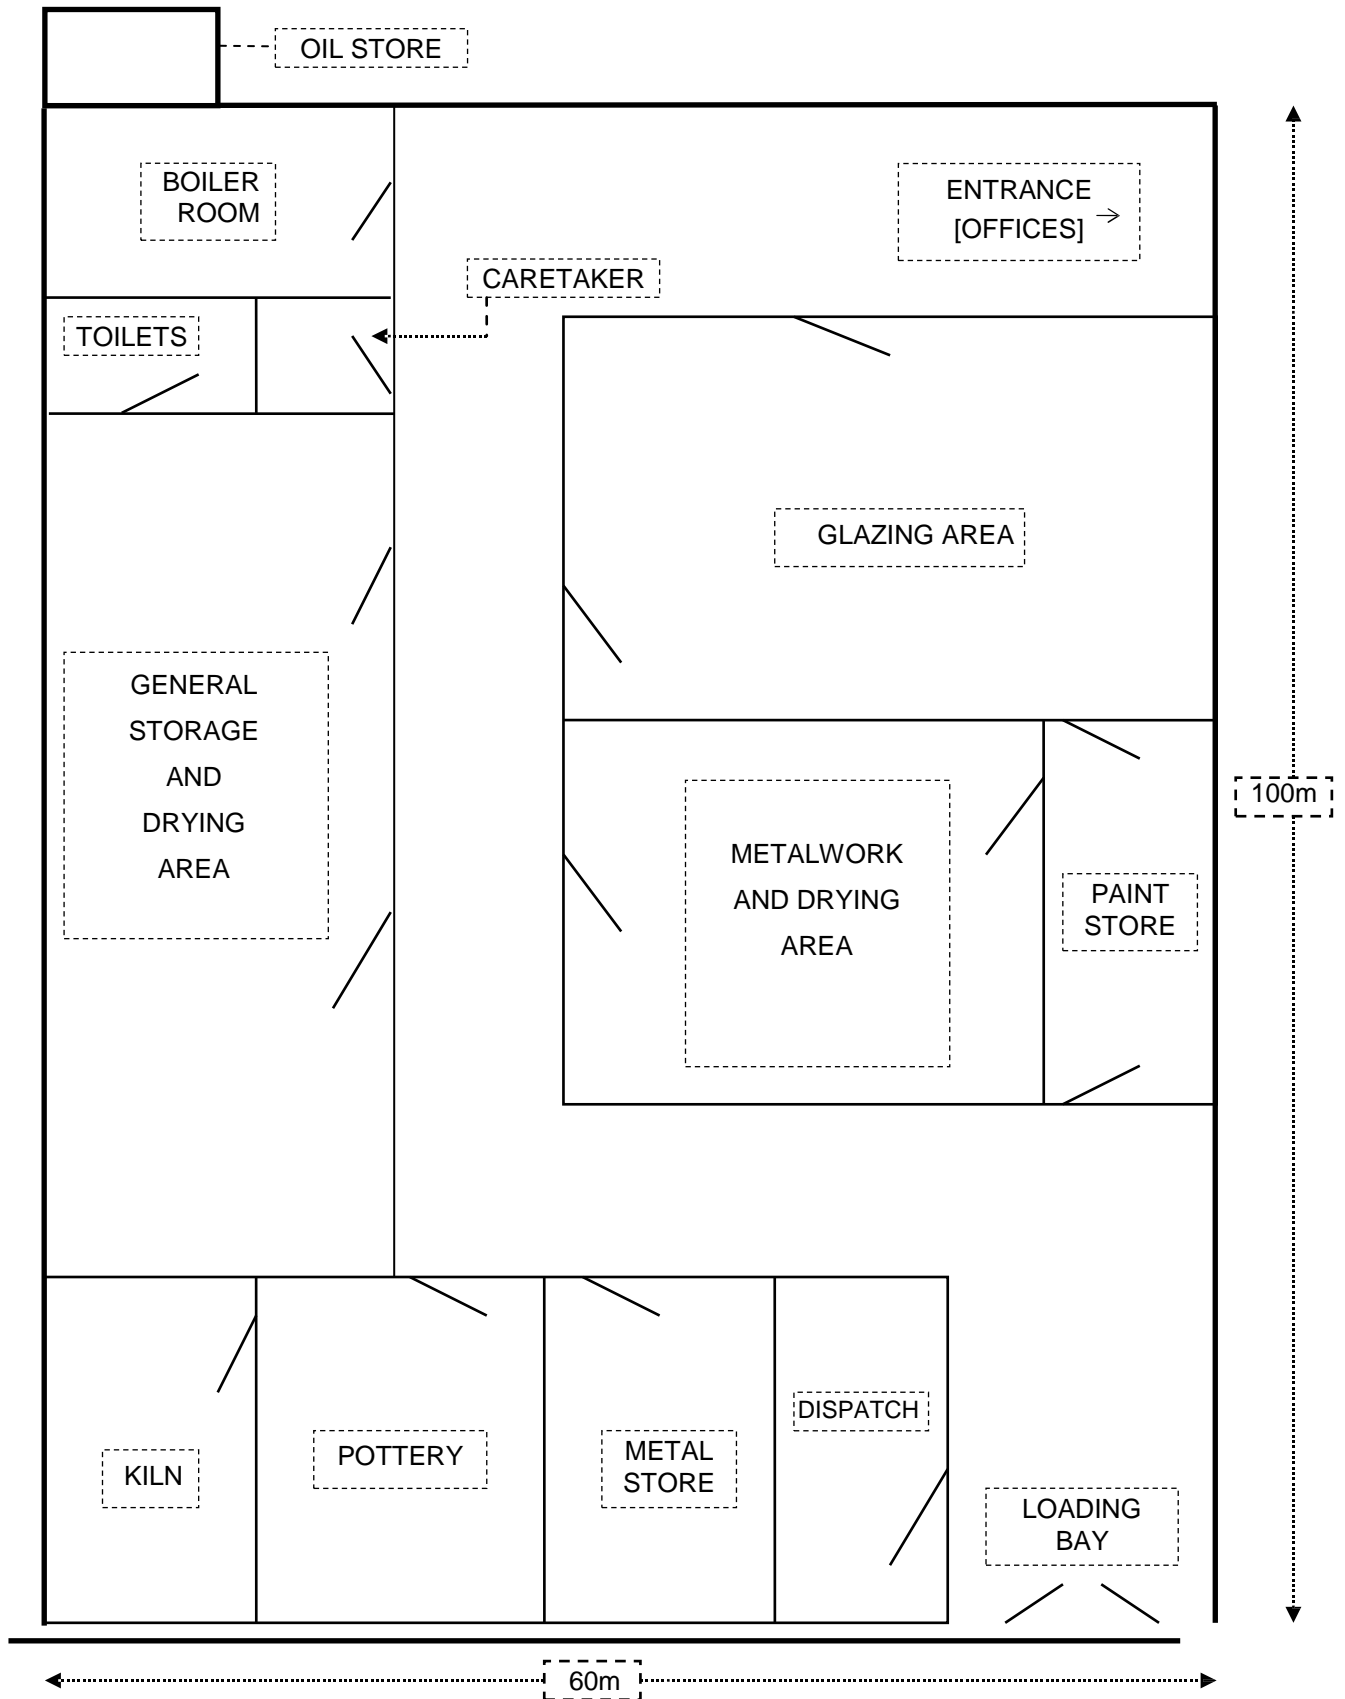 OIL STORE
BOILER
ROOM
ENTRANCE
[OFFICES] →
CARETAKER
TOILETS
GLAZING AREA
GENERAL
STORAGE
AND
DRYING
AREA
METALWORK
AND DRYING
AREA
PAINT
STORE
100m
DISPATCH
POTTERY
METAL
STORE
KILN
LOADING
BAY
60m